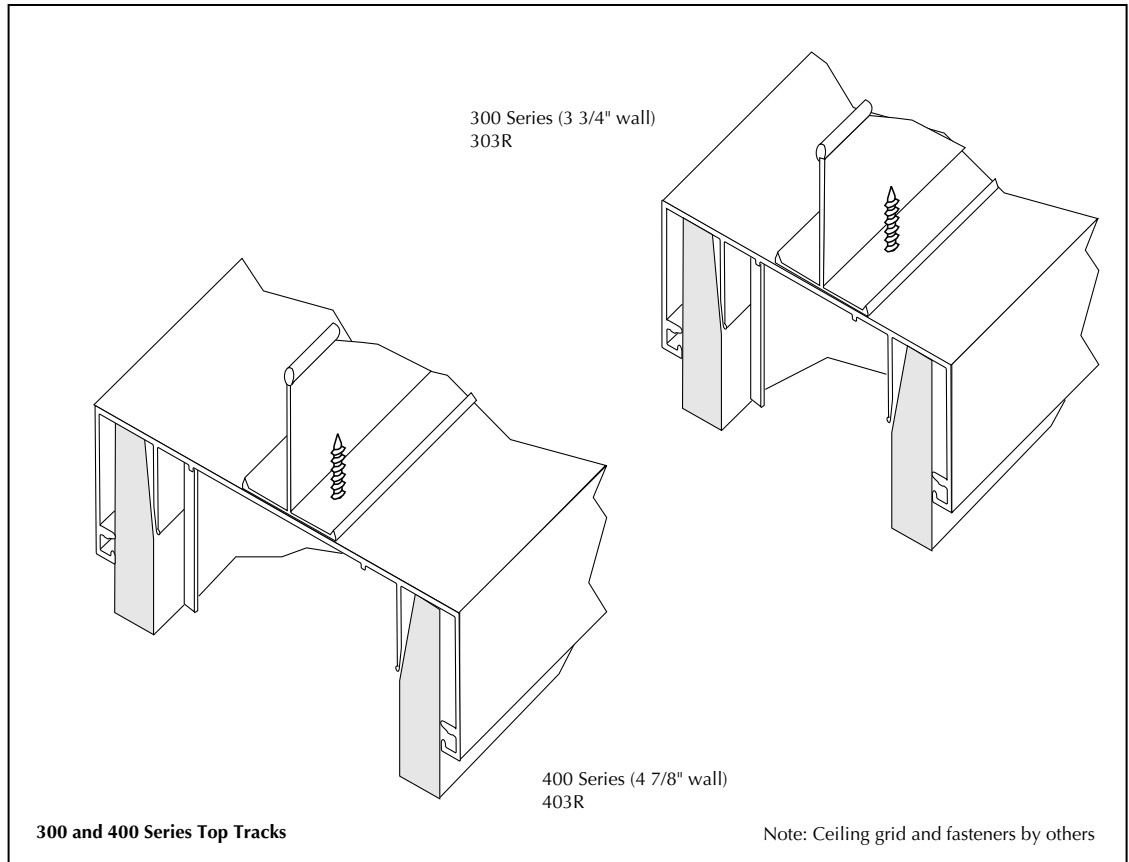 300 Series (3 3/4" wall)
303R
400 Series (4 7/8" wall)
403R
300 and 400 Series Top Tracks
Note: Ceiling grid and fasteners by others